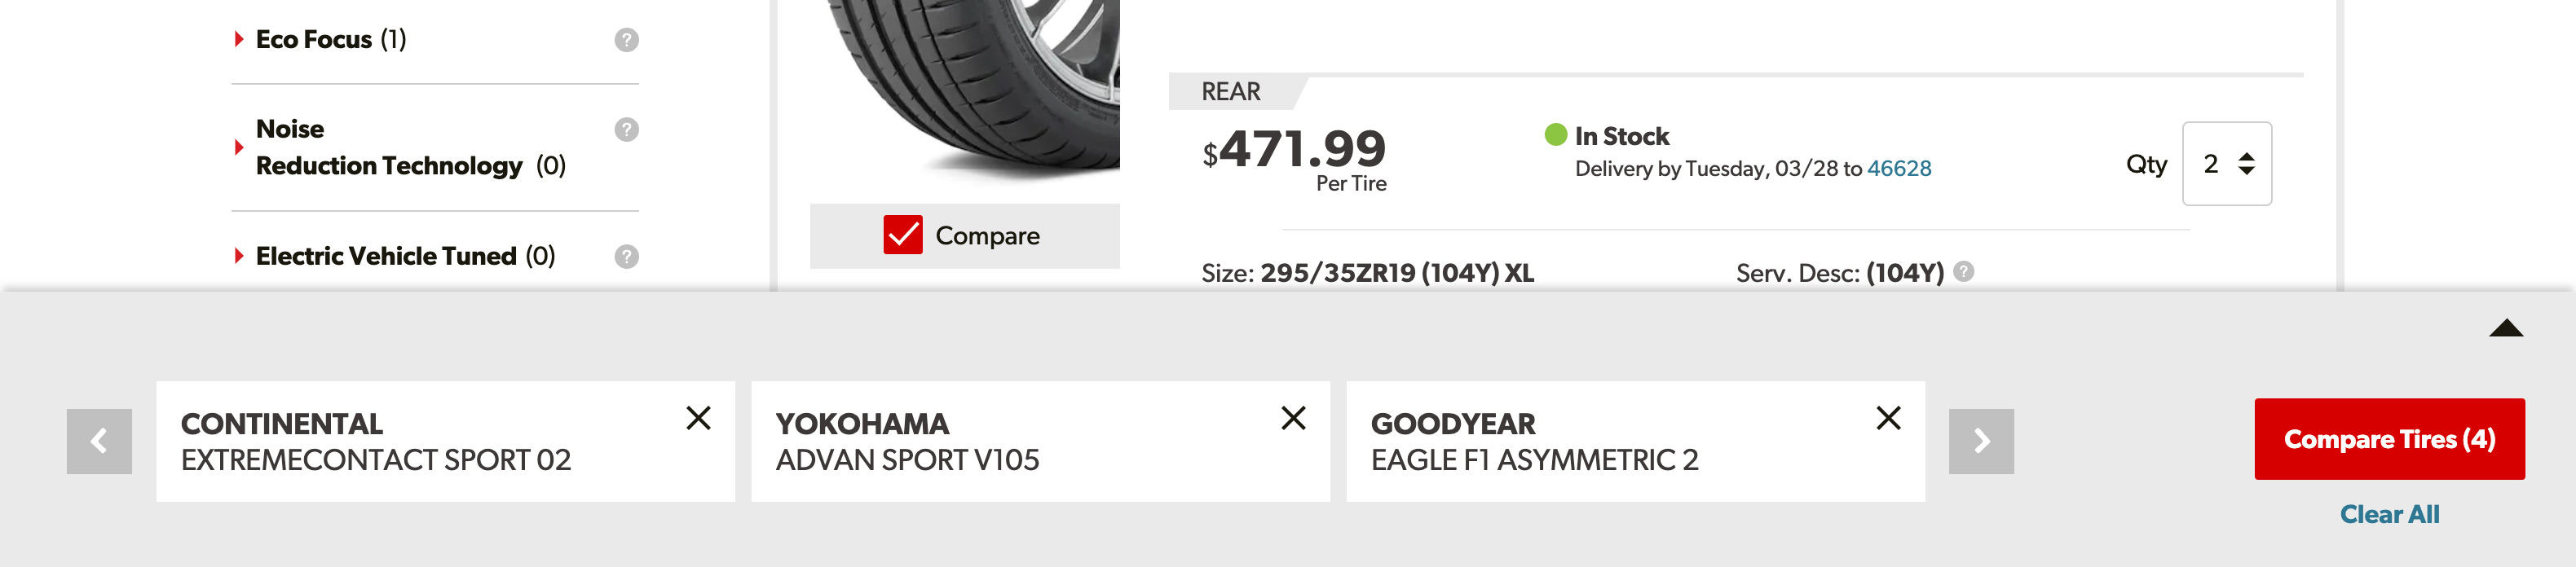 Eco Focus (1) ?
Noise ?
Reduction Technology (0)
Electric Vehicle Tuned (0) ?
Compare
REAR
$471.99
Per Tire
In Stock
Delivery by Tuesday, 03/28 to 46628
Qty 2
Size: 295/35ZR19 (104Y) XL
Serv. Desc: (104Y) ?
CONTINENTAL
EXTREMECONTACT SPORT 02
YOKOHAMA
ADVAN SPORT V105
GOODYEAR
EAGLE F1 ASYMMETRIC 2
Compare Tires (4)
Clear All